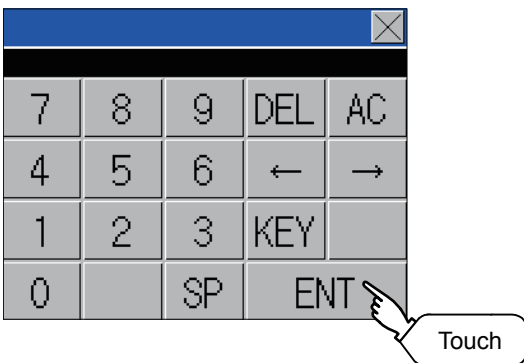 7 8 9 DEL AC
4 5 6 ← →
1 2 3 KEY
0 SP ENT
Touch